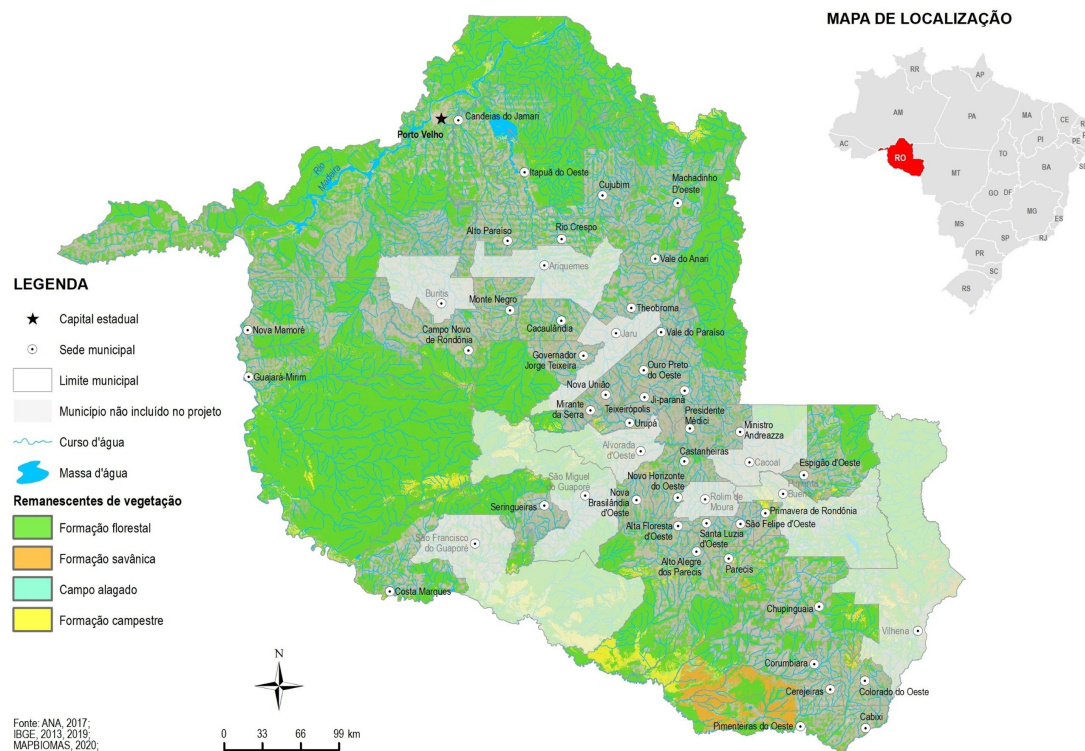 MAPA DE LOCALIZAÇÃO
RR
AP
AM
PA
MA
CE
PI
PE
AC
RO
TO
BA
MT
GO
DF
MG
ES
MS
SP
RJ
PR
SC
RS
Porto Velho
Candeias do Jamari
Rio
Madeira
Itapuã do Oeste
Cujubim
Machadinho
D'oeste
Alto Paraíso
Rio Crespo
Ariquemes
Vale do Anari
Buritis
Monte Negro
Theobroma
Nova Mamoré
Campo Novo
de Rondônia
Cacaulândia
Jaru
Vale do Paraíso
Governador
Jorge Teixeira
Ouro Preto
do Oeste
Guajará-Mirim
Nova União
Ji-paraná
Mirante
da Serra
Teixeirópolis
Urupá
Presidente
Médici
Ministro
Andreazza
Alvorada
d'Oeste
Castanheiras
Cacoal
Espigão d'Oeste
São Miguel
do Guaporé
Novo Horizonte
do Oeste
Pimenta
Bueno
Seringueiras
Nova
Brasilândia
d'Oeste
Rolim de
Moura
Primavera de Rondônia
São Francisco
do Guaporé
Alta Floresta
d'Oeste
Santa Luzia
d'Oeste
São Felipe d'Oeste
Alto Alegre
dos Parecis
Parecis
Costa Marques
Chupinguaia
Vilhena
Corumbiara
Cerejeiras
Colorado do Oeste
Pimenteiras do Oeste
Cabixi
LEGENDA
Capital estadual
Sede municipal
Limite municipal
Município não incluído no projeto
Curso d'água
Massa d'água
Remanescentes de vegetação
Formação florestal
Formação savânica
Campo alagado
Formação campestre
N
Fonte: ANA, 2017;
IBGE, 2013, 2019;
MAPBIOMAS, 2020;
0 33 66 99 km